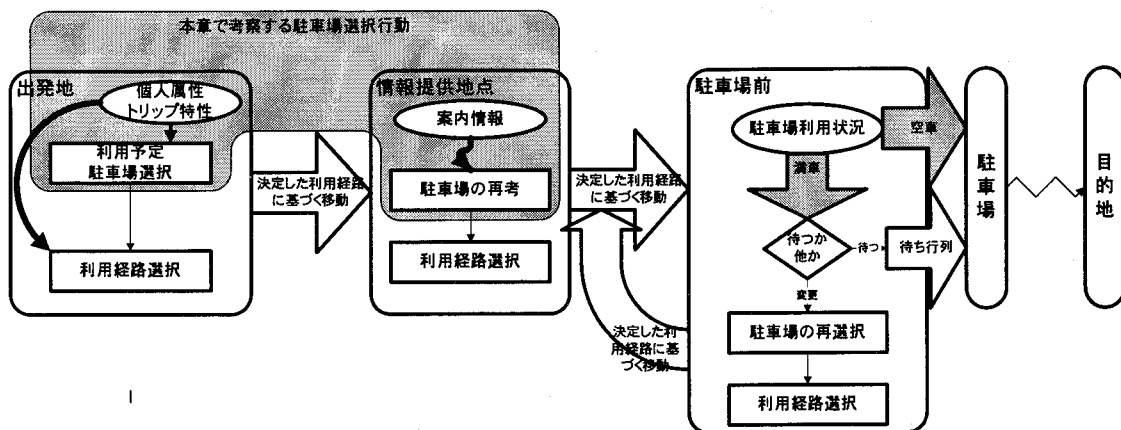 本章で考察する駐車場選択行動
出発地
個人属性
トリップ特性
利用予定
駐車場選択
利用経路選択
決定した利用経路
に基づく移動
情報提供地点
案内情報
駐車場の再考
利用経路選択
決定した利用経路
に基づく移動
決定した利
用経路に基
づく移動
駐車場前
駐車場利用状況
空車
満車
待つか
他か
待つ
待ち行列
変更
駐車場の再選択
利用経路選択
駐車場
目的地